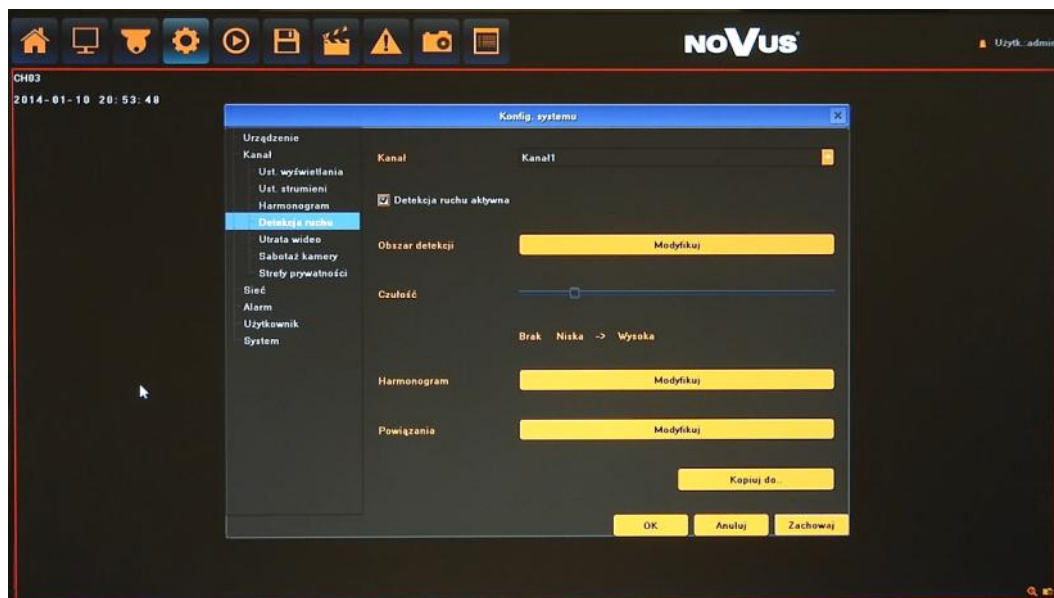 NOVUS
Użytk.:admin
CH03
2014-01-10 20:53:48
Konfig. systemu
Urządzenie
Kanał
Ust. wyświetlania
Ust. strumieni
Harmonogram
Detekcja ruchu
Utrata wideo
Sabotaż kamery
Strefy prywatności
Sieć
Alarm
Użytkownik
System
Kanał Kanał1
Detekcja ruchu aktywna
Obszar detekcji Modyfikuj
Czułość
Brak Niska -> Wysoka
Harmonogram Modyfikuj
Powiązania Modyfikuj
Kopiuj do..
OK Anuluj Zachowaj